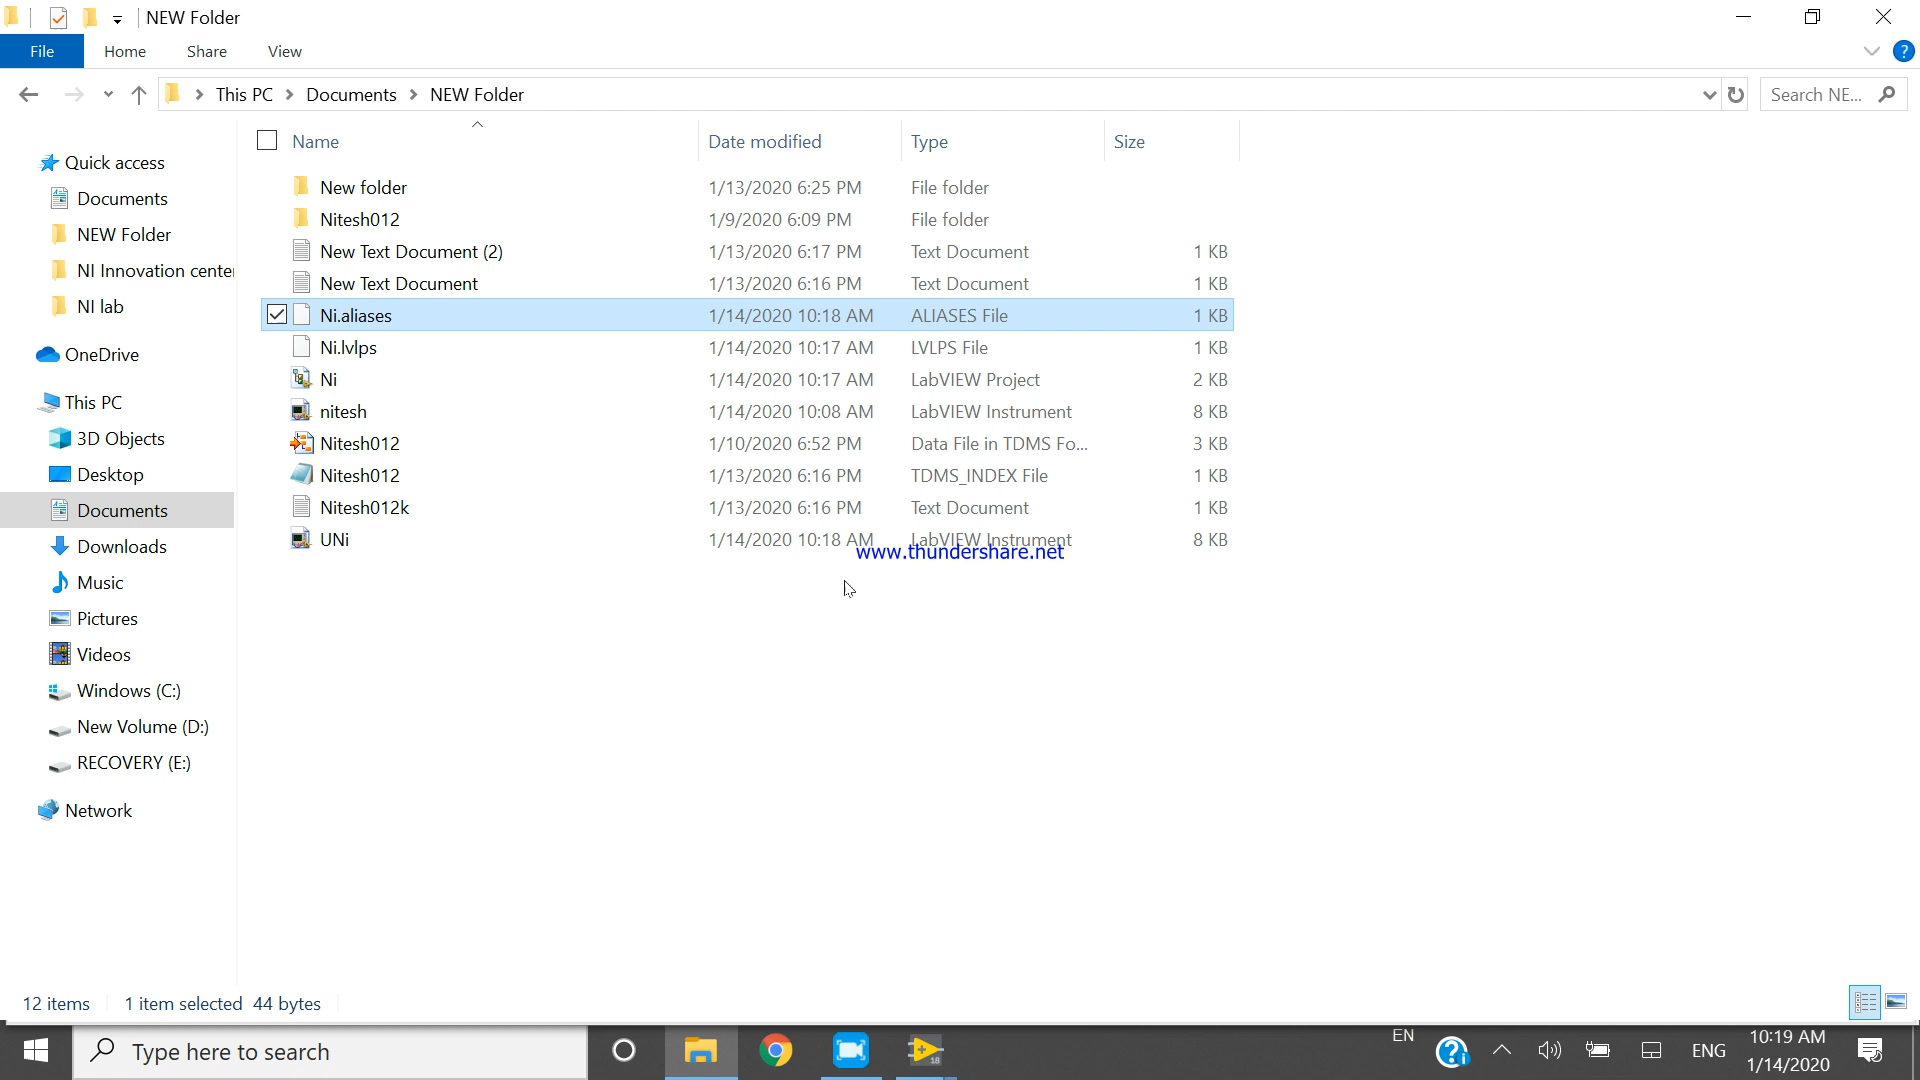 NEW Folder
File Home Share View
This PC Documents NEW Folder Search NE...
Name Date modified Type Size
Quick access
Documents
NEW Folder
NI Innovation center
NI lab
OneDrive
This PC
3D Objects
Desktop
Documents
Downloads
Music
Pictures
Videos
Windows (C:)
New Volume (D:)
RECOVERY (E:)
Network
New folder 1/13/2020 6:25 PM File folder
Nitesh012 1/9/2020 6:09 PM File folder
New Text Document (2) 1/13/2020 6:17 PM Text Document 1 KB
New Text Document 1/13/2020 6:16 PM Text Document 1 KB
Ni.aliases 1/14/2020 10:18 AM ALIASES File 1 KB
Ni.lvlps 1/14/2020 10:17 AM LVLPS File 1 KB
Ni 1/14/2020 10:17 AM LabVIEW Project 2 KB
nitesh 1/14/2020 10:08 AM LabVIEW Instrument 8 KB
Nitesh012 1/10/2020 6:52 PM Data File in TDMS Fo... 3 KB
Nitesh012 1/13/2020 6:16 PM TDMS_INDEX File 1 KB
Nitesh012k 1/13/2020 6:16 PM Text Document 1 KB
UNi 1/14/2020 10:18 AM LabVIEW Instrument 8 KB
www.thundershare.net
12 items 1 item selected 44 bytes
Type here to search
18
EN
ENG
10:19 AM
1/14/2020